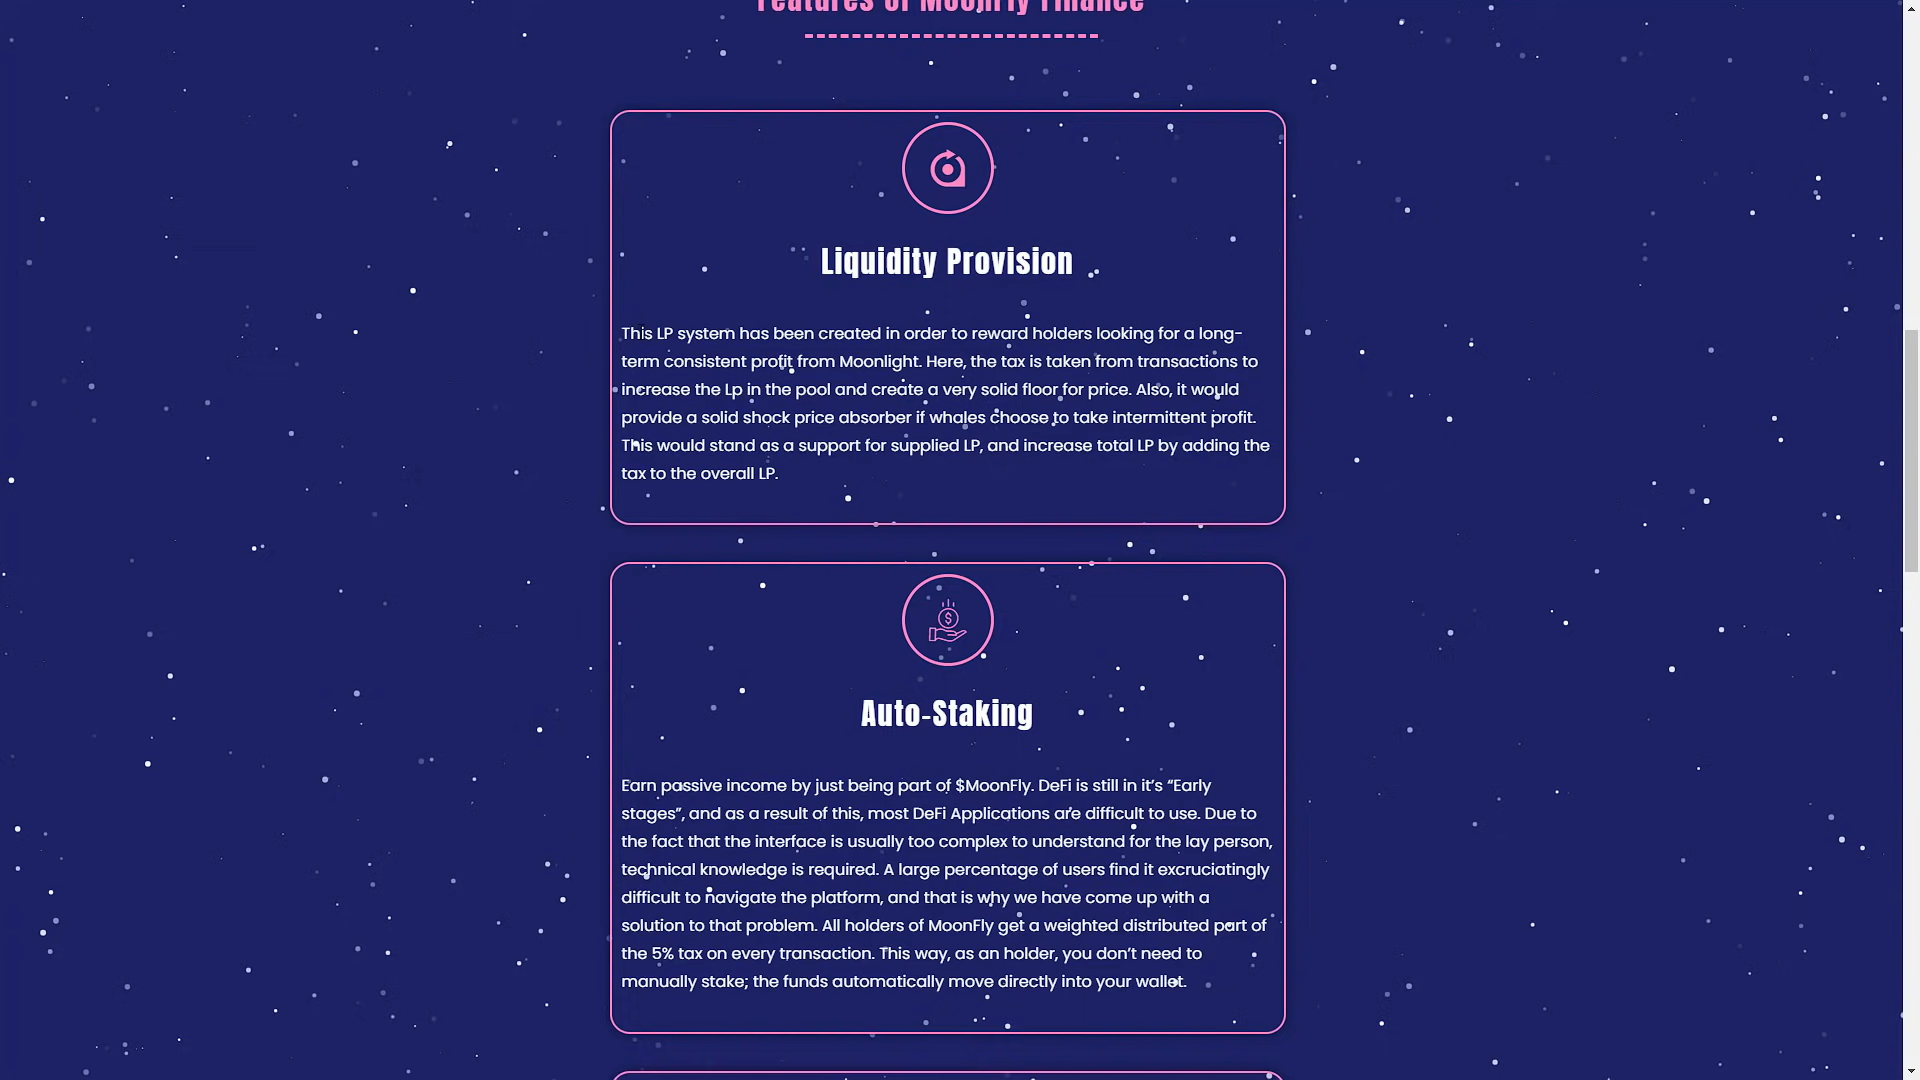 Features of MoonFly Finance
Liquidity Provision
This LP system has been created in order to reward holders looking for a long-
term consistent profit from Moonlight. Here, the tax is taken from transactions to
increase the Lp in the pool and create a very solid floor for price. Also, it would
provide a solid shock price absorber if whales choose to take intermittent profit.
This would stand as a support for supplied LP, and increase total LP by adding the
tax to the overall LP.
Auto-Staking
Earn passive income by just being part of $MoonFly. DeFi is still in it’s “Early
stages”, and as a result of this, most DeFi Applications are difficult to use. Due to
the fact that the interface is usually too complex to understand for the lay person,
technical knowledge is required. A large percentage of users find it excruciatingly
difficult to navigate the platform, and that is why we have come up with a
solution to that problem. All holders of MoonFly get a weighted distributed part of
the 5% tax on every transaction. This way, as an holder, you don’t need to
manually stake; the funds automatically move directly into your wallet.